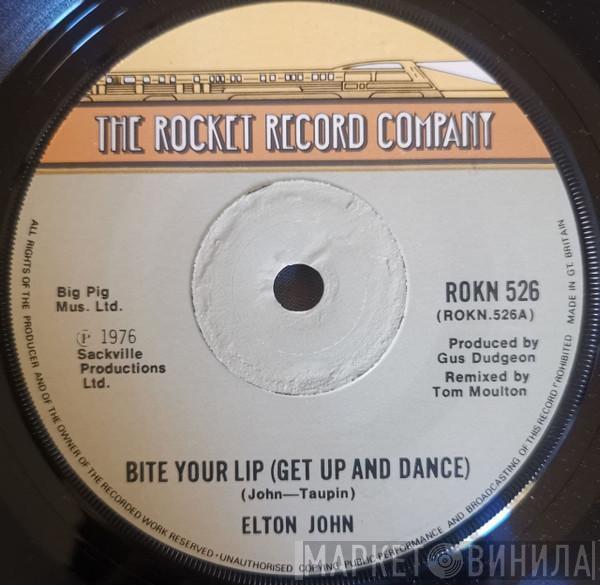 THE ROCKET RECORD COMPANY
Big Pig
Mus. Ltd.
℗ 1976
Sackville
Productions
Ltd.
ROKN 526
(ROKN.526A)
Produced by
Gus Dudgeon
Remixed by
Tom Moulton
BITE YOUR LIP (GET UP AND DANCE)
(John—Taupin)
ELTON JOHN
ALL RIGHTS OF THE PRODUCER AND OF THE OWNER OF THE RECORDED WORK RESERVED · UNAUTHORISED COPYING PUBLIC PERFORMANCE AND BROADCASTING OF THIS RECORD PROHIBITED MADE IN GT. BRITAIN
МАРКЕТ ВИНИЛА